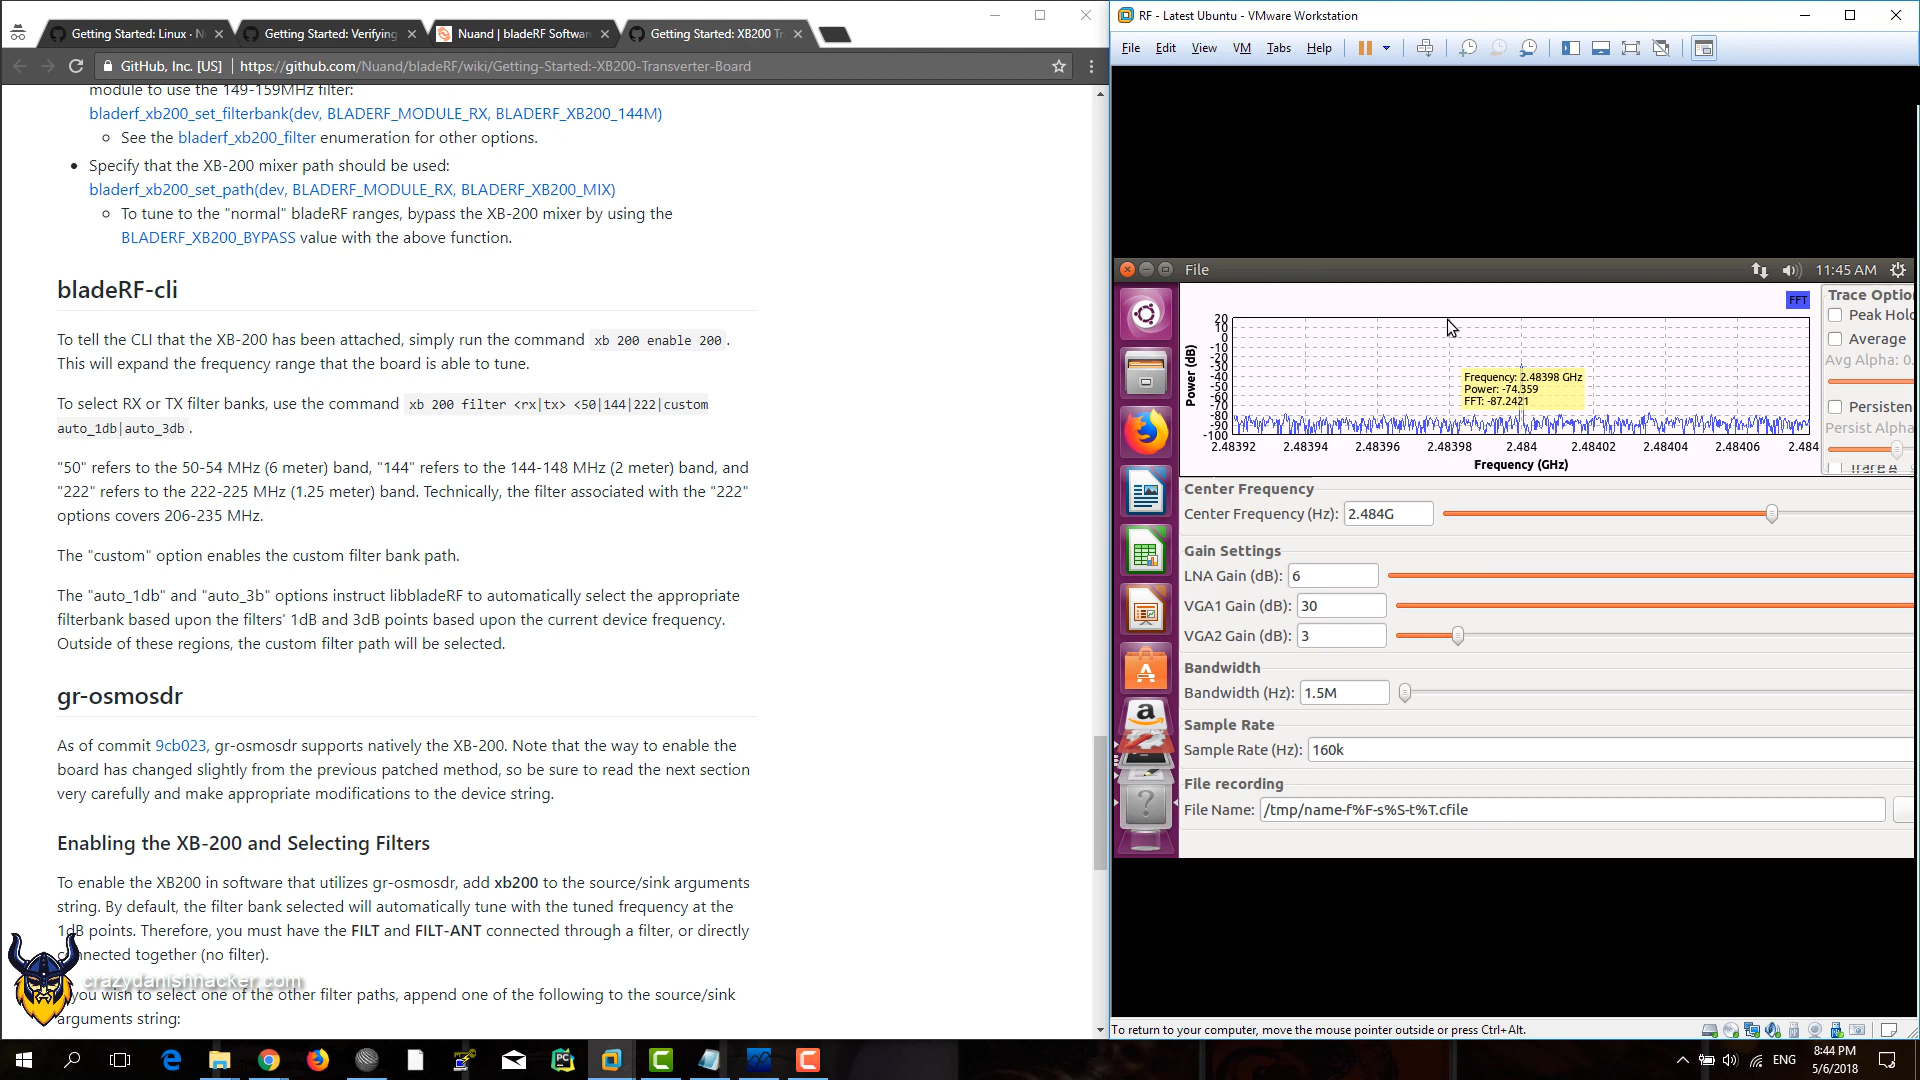 Getting Started: Linux · N
Getting Started: Verifying
Nuand | bladeRF Softwar
Getting Started: XB200 Tr
GitHub, Inc. [US] | https://github.com/Nuand/bladeRF/wiki/Getting-Started:-XB200-Transverter-Board
module to use the 149-159MHz filter:
bladerf_xb200_set_filterbank(dev, BLADERF_MODULE_RX, BLADERF_XB200_144M)
See the bladerf_xb200_filter enumeration for other options.
Specify that the XB-200 mixer path should be used:
bladerf_xb200_set_path(dev, BLADERF_MODULE_RX, BLADERF_XB200_MIX)
To tune to the "normal" bladeRF ranges, bypass the XB-200 mixer by using the
BLADERF_XB200_BYPASS value with the above function.
bladeRF-cli
To tell the CLI that the XB-200 has been attached, simply run the command xb 200 enable 200.
This will expand the frequency range that the board is able to tune.
To select RX or TX filter banks, use the command xb 200 filter <rx|tx> <50|144|222|custom
auto_1db|auto_3db.
"50" refers to the 50-54 MHz (6 meter) band, "144" refers to the 144-148 MHz (2 meter) band, and
"222" refers to the 222-225 MHz (1.25 meter) band. Technically, the filter associated with the "222"
options covers 206-235 MHz.
The "custom" option enables the custom filter bank path.
The "auto_1db" and "auto_3b" options instruct libbladeRF to automatically select the appropriate
filterbank based upon the filters' 1dB and 3dB points based upon the current device frequency.
Outside of these regions, the custom filter path will be selected.
gr-osmosdr
As of commit 9cb023, gr-osmosdr supports natively the XB-200. Note that the way to enable the
board has changed slightly from the previous patched method, so be sure to read the next section
very carefully and make appropriate modifications to the device string.
Enabling the XB-200 and Selecting Filters
To enable the XB200 in software that utilizes gr-osmosdr, add xb200 to the source/sink arguments
string. By default, the filter bank selected will automatically tune with the tuned frequency at the
1dB points. Therefore, you must have the FILT and FILT-ANT connected through a filter, or directly
connected together (no filter).
crazydanishhacker.com
you wish to select one of the other filter paths, append one of the following to the source/sink
arguments string:
RF - Latest Ubuntu - VMware Workstation
File Edit View VM Tabs Help
File
11:45 AM
FFT
20
10
0
-10
-20
-30
-40
-50
-60
-70
-80
-90
-100
Power (dB)
Frequency: 2.48398 GHz
Power: -74.359
FFT: -87.2421
2.48392 2.48394 2.48396 2.48398 2.484 2.48402 2.48404 2.48406 2.484
Frequency (GHz)
Trace Optio
Peak Hol
Average
Avg Alpha: 0.
Persisten
Persist Alpha
Trace A
Center Frequency
Center Frequency (Hz): 2.484G
Gain Settings
LNA Gain (dB): 6
VGA1 Gain (dB): 30
VGA2 Gain (dB): 3
Bandwidth
Bandwidth (Hz): 1.5M
Sample Rate
Sample Rate (Hz): 160k
File recording
File Name: /tmp/name-f%F-s%S-t%T.cfile
To return to your computer, move the mouse pointer outside or press Ctrl+Alt.
ENG
8:44 PM
5/6/2018